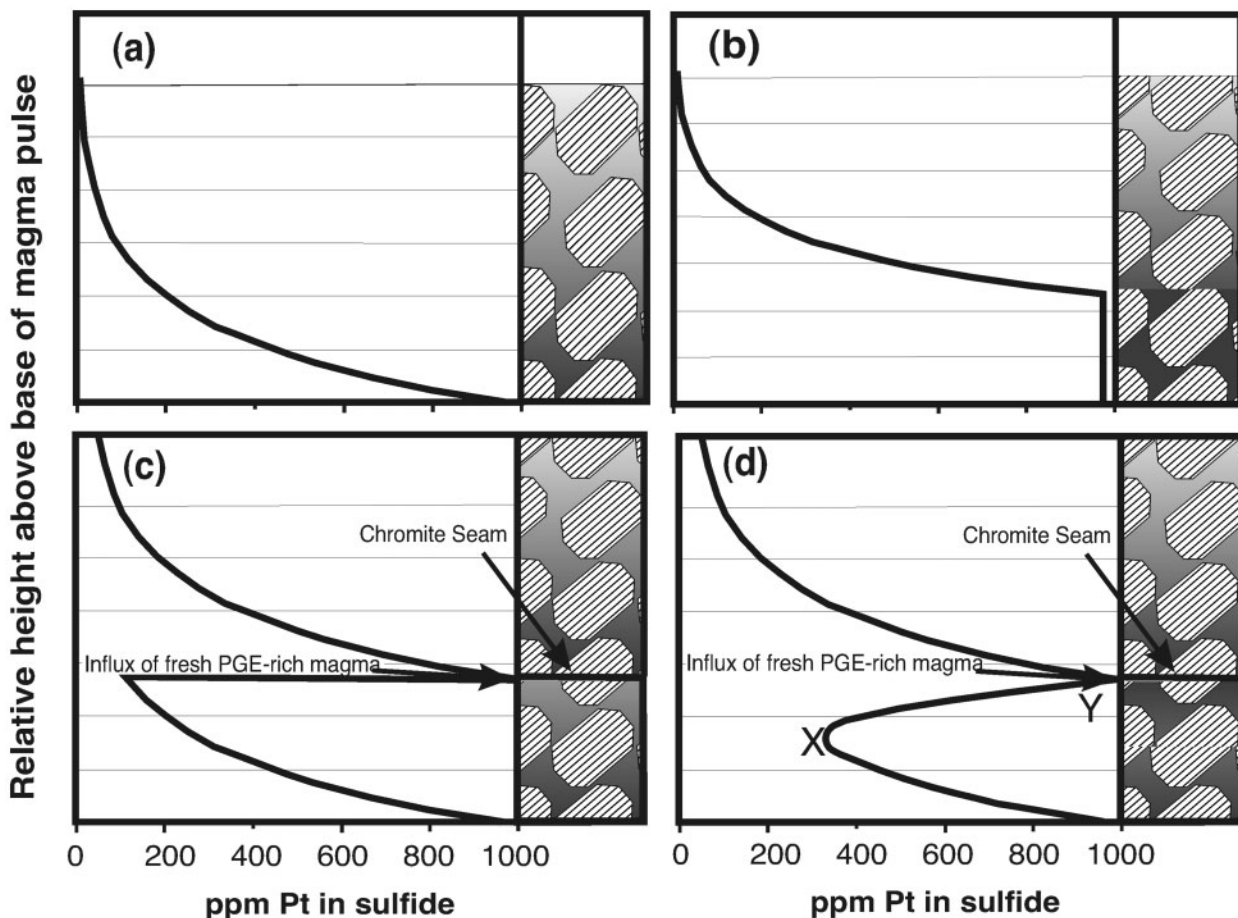 Relative height above base of magma pulse
(a)
(b)
(c)
Chromite Seam
Influx of fresh PGE-rich magma
0 200 400 600 800 1000
ppm Pt in sulfide
(d)
Chromite Seam
Influx of fresh PGE-rich magma
X
Y
0 200 400 600 800 1000
ppm Pt in sulfide